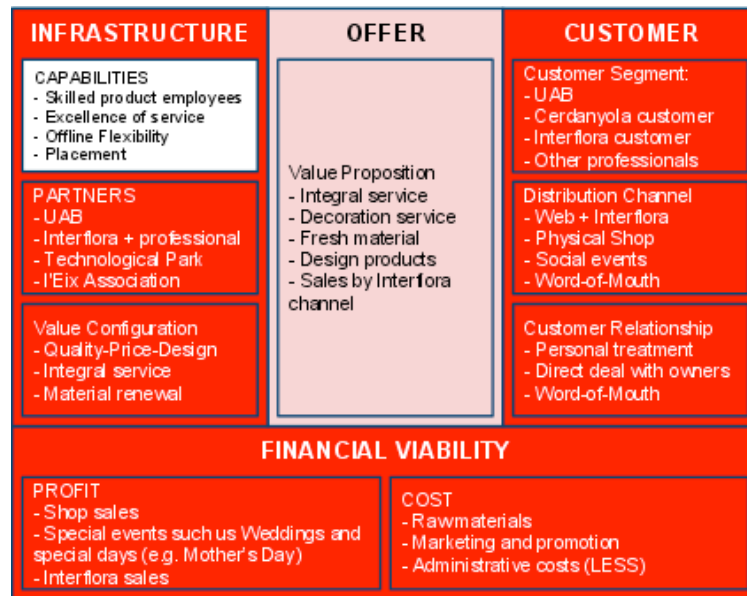 INFRASTRUCTURE
CAPABILITIES
- Skilled product employees
- Excellence of service
- Offline Flexibility
- Placement
PARTNERS
- UAB
- Interflora + professional
- Technological Park
- l'Eix Association
Value Configuration
- Quality-Price-Design
- Integral service
- Material renewal
OFFER
Value Proposition
- Integral service
- Decoration service
- Fresh material
- Design products
- Sales by Interflora
channel
CUSTOMER
Customer Segment:
- UAB
- Cerdanyola customer
- Interflora customer
- Other professionals
Distribution Channel
- Web + Interflora
- Physical Shop
- Social events
- Word-of-Mouth
Customer Relationship
- Personal treatment
- Direct deal with owners
- Word-of-Mouth
FINANCIAL VIABILITY
PROFIT
- Shop sales
- Special events such us Weddings and
special days (e.g. Mother's Day)
- Interflora sales
COST
- Rawmaterials
- Marketing and promotion
- Administrative costs (LESS)